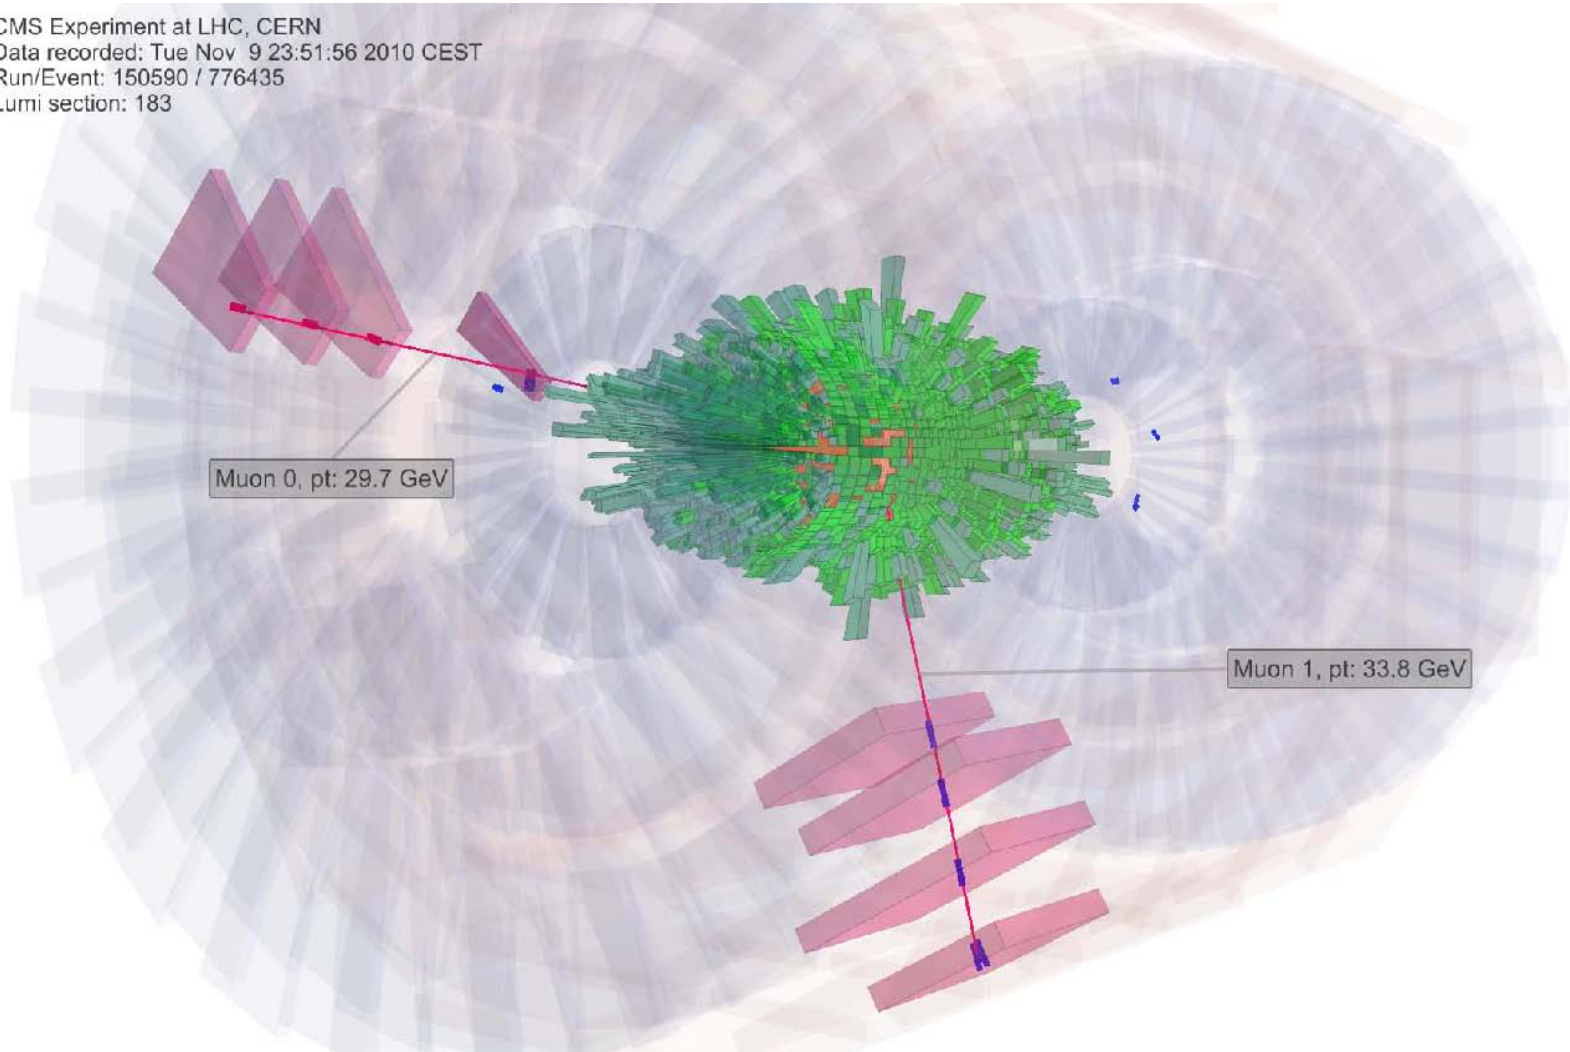 CMS Experiment at LHC, CERN
Data recorded: Tue Nov 9 23:51:56 2010 CEST
Run/Event: 150590 / 776435
Lumi section: 183
Muon 0, pt: 29.7 GeV
Muon 1, pt: 33.8 GeV